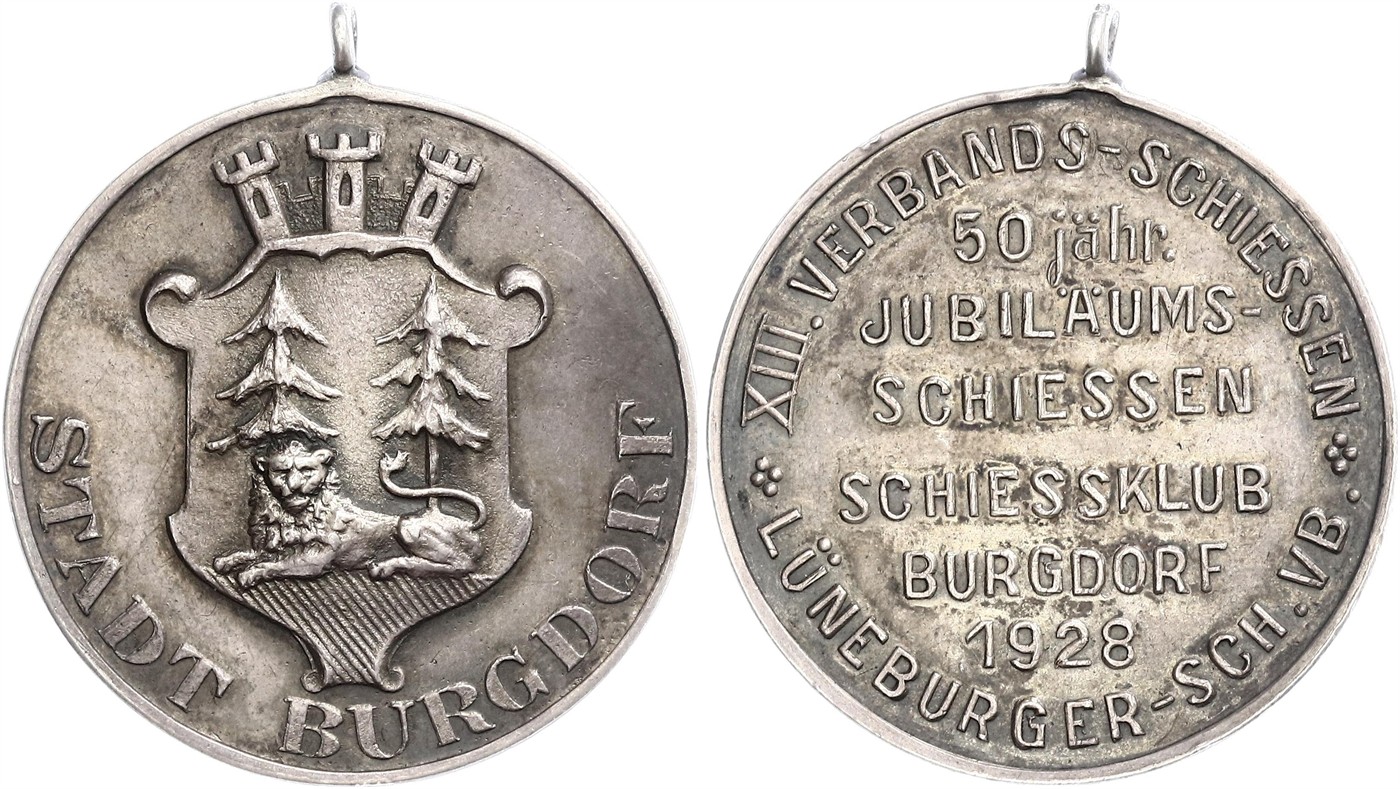 STADT BURGDORF
XIII. VERBANDS-SCHIESSEN
50 jähr.
JUBILÄUMS-
SCHIESSEN
SCHIESSKLUB
BURGDORF
1928
LÜNEBURGER-SCH.VB.